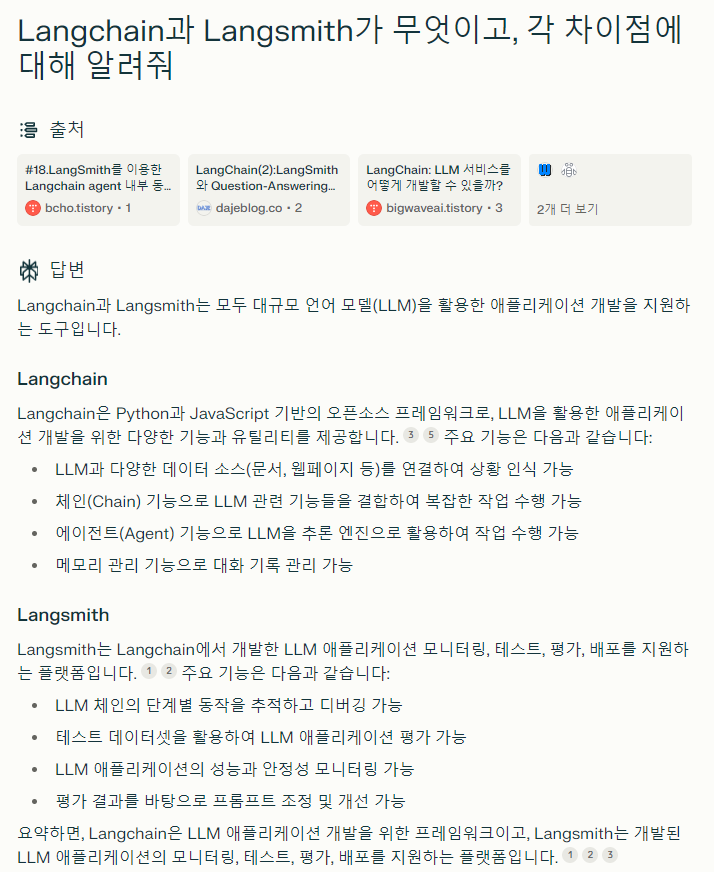 Langchain과 Langsmith가 무엇이고, 각 차이점에
대해 알려줘
출처
#18.LangSmith를 이용한
Langchain agent 내부 동...
bcho.tistory · 1
LangChain(2):LangSmith
와 Question-Answering...
DAJE dajeblog.co · 2
LangChain: LLM 서비스를
어떻게 개발할 수 있을까?
bigwaveai.tistory · 3
W
2개 더 보기
답변
Langchain과 Langsmith는 모두 대규모 언어 모델(LLM)을 활용한 애플리케이션 개발을 지원하
는 도구입니다.
Langchain
Langchain은 Python과 JavaScript 기반의 오픈소스 프레임워크로, LLM을 활용한 애플리케이
션 개발을 위한 다양한 기능과 유틸리티를 제공합니다. 3 5 주요 기능은 다음과 같습니다:
• LLM과 다양한 데이터 소스(문서, 웹페이지 등)를 연결하여 상황 인식 가능
• 체인(Chain) 기능으로 LLM 관련 기능들을 결합하여 복잡한 작업 수행 가능
• 에이전트(Agent) 기능으로 LLM을 추론 엔진으로 활용하여 작업 수행 가능
• 메모리 관리 기능으로 대화 기록 관리 가능
Langsmith
Langsmith는 Langchain에서 개발한 LLM 애플리케이션 모니터링, 테스트, 평가, 배포를 지원하
는 플랫폼입니다. 1 2 주요 기능은 다음과 같습니다:
• LLM 체인의 단계별 동작을 추적하고 디버깅 가능
• 테스트 데이터셋을 활용하여 LLM 애플리케이션 평가 가능
• LLM 애플리케이션의 성능과 안정성 모니터링 가능
• 평가 결과를 바탕으로 프롬프트 조정 및 개선 가능
요약하면, Langchain은 LLM 애플리케이션 개발을 위한 프레임워크이고, Langsmith는 개발된
LLM 애플리케이션의 모니터링, 테스트, 평가, 배포를 지원하는 플랫폼입니다. 1 2 3